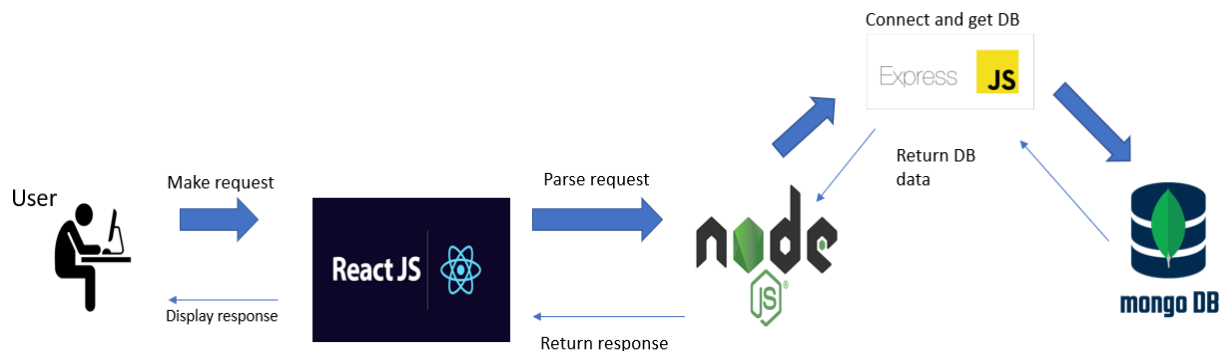 Connect and get DB
Express JS
Return DB
data
User
Make request
Parse request
React JS
node
JS
®
mongo DB
Display response
Return response